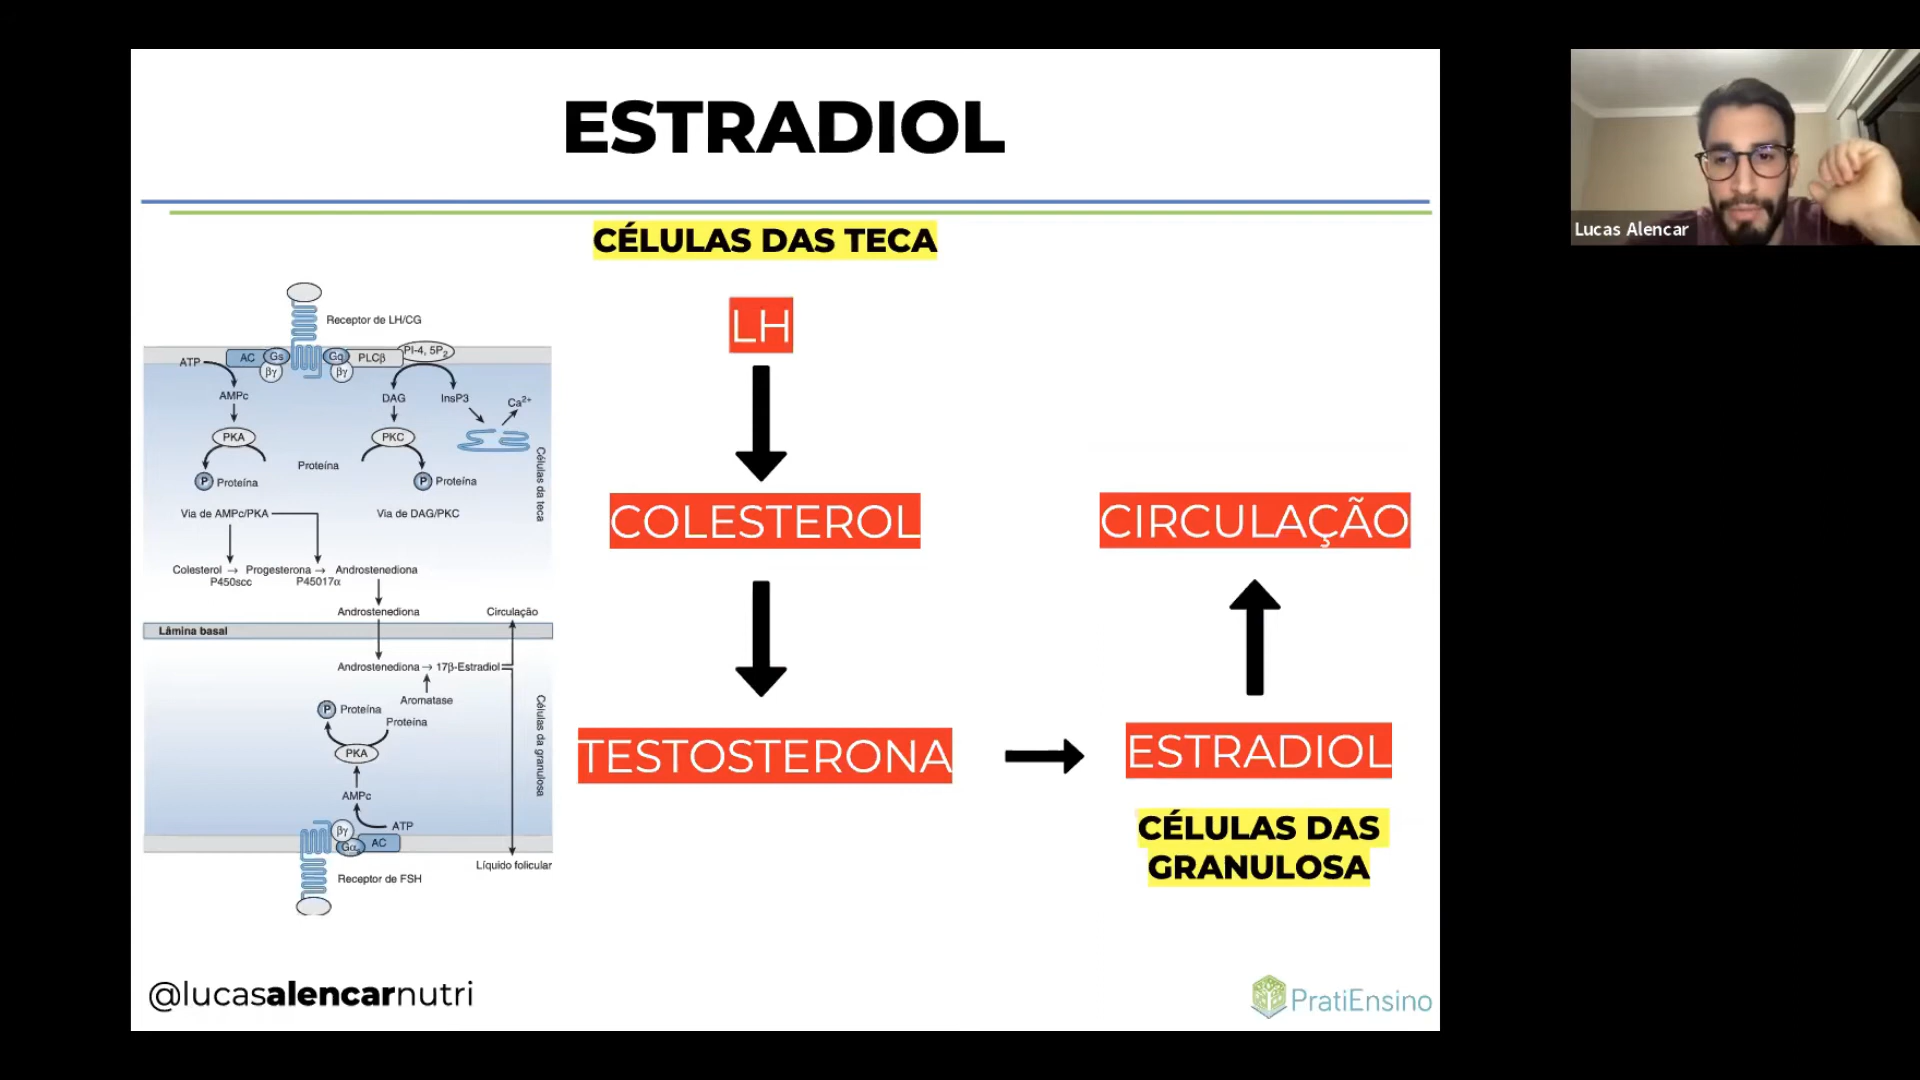 ESTRADIOL
CÉLULAS DAS TECA
LH
COLESTEROL
TESTOSTERONA
CIRCULAÇÃO
ESTRADIOL
CÉLULAS DAS
GRANULOSA
Receptor de LH/CG
ATP
AC
Gs
βγ
Gq
βγ
PLCβ
PI-4, 5P2
AMPc
DAG
InsP3
Ca2+
PKA
PKC
Proteína
P Proteína
P Proteína
Via de AMPc/PKA
Via de DAG/PKC
Células da teca
Colesterol → Progesterona → Androstenediona
P450scc
P45017α
Androstenediona
Circulação
Lâmina basal
Androstenediona → 17β-Estradiol
Aromatase
P Proteína
Proteína
PKA
AMPc
ATP
βγ
Gαs
AC
Células da granulosa
Líquido folicular
Receptor de FSH
@lucasalencarnutri
PratiEnsino
Lucas Alencar